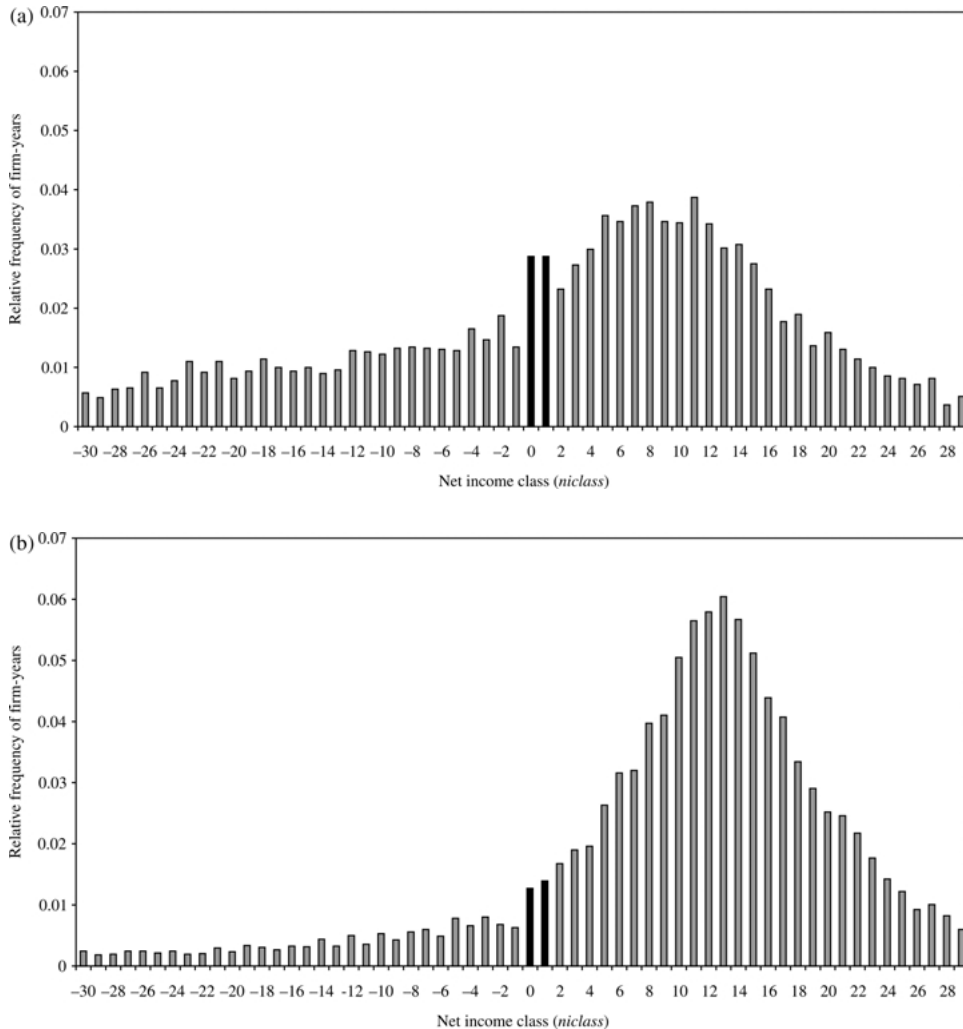 (a)
0.07
0.06
0.05
0.04
0.03
0.02
0.01
0
Relative frequency of firm-years
–30 –28 –26 –24 –22 –20 –18 –16 –14 –12 –10 –8 –6 –4 –2 0 2 4 6 8 10 12 14 16 18 20 22 24 26 28
Net income class (niclass)
(b)
0.07
0.06
0.05
0.04
0.03
0.02
0.01
0
Relative frequency of firm-years
–30 –28 –26 –24 –22 –20 –18 –16 –14 –12 –10 –8 –6 –4 –2 0 2 4 6 8 10 12 14 16 18 20 22 24 26 28
Net income class (niclass)